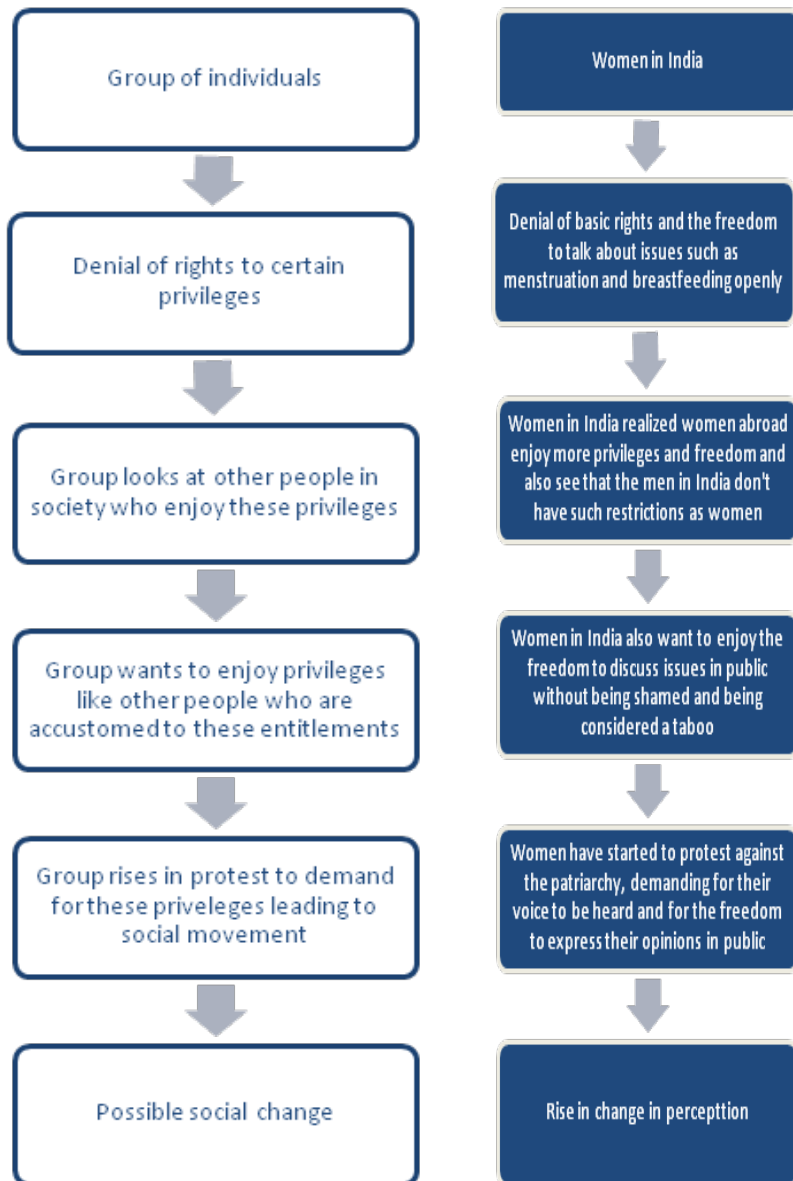 Group of individuals
Denial of rights to certain
privileges
Group looks at other people in
society who enjoy these privileges
Group wants to enjoy privileges
like other people who are
accustomed to these entitlements
Group rises in protest to demand
for these priveleges leading to
social movement
Possible social change
Women in India
Denial of basic rights and the freedom
to talk about issues such as
menstruation and breastfeeding openly
Women in India realized women abroad
enjoy more privileges and freedom and
also see that the men in India don't
have such restrictions as women
Women in India also want to enjoy the
freedom to discuss issues in public
without being shamed and being
considered a taboo
Women have started to protest against
the patriarchy, demanding for their
voice to be heard and for the freedom
to express their opinions in public
Rise in change in percepttion